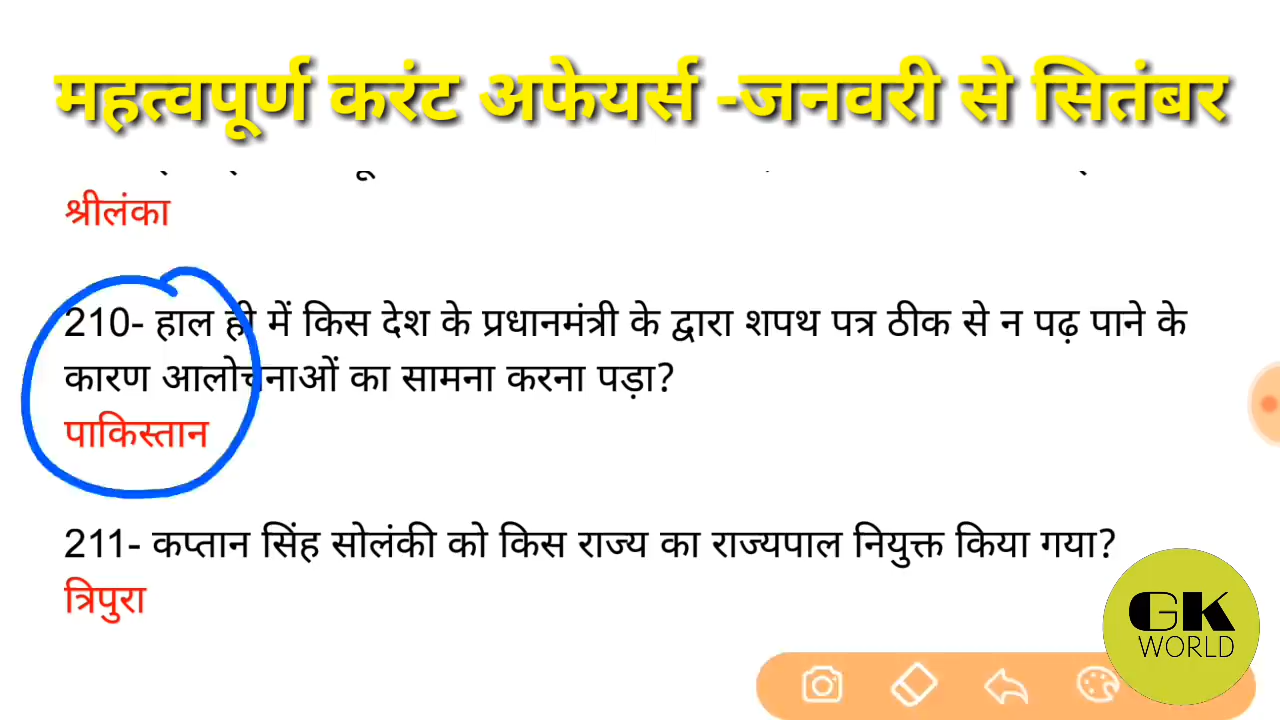 महत्वपूर्ण करंट अफेयर्स -जनवरी से सितंबर
श्रीलंका
210- हाल ही में किस देश के प्रधानमंत्री के द्वारा शपथ पत्र ठीक से न पढ़ पाने के
कारण आलोचनाओं का सामना करना पड़ा?
पाकिस्तान
211- कप्तान सिंह सोलंकी को किस राज्य का राज्यपाल नियुक्त किया गया?
त्रिपुरा
GK
WORLD